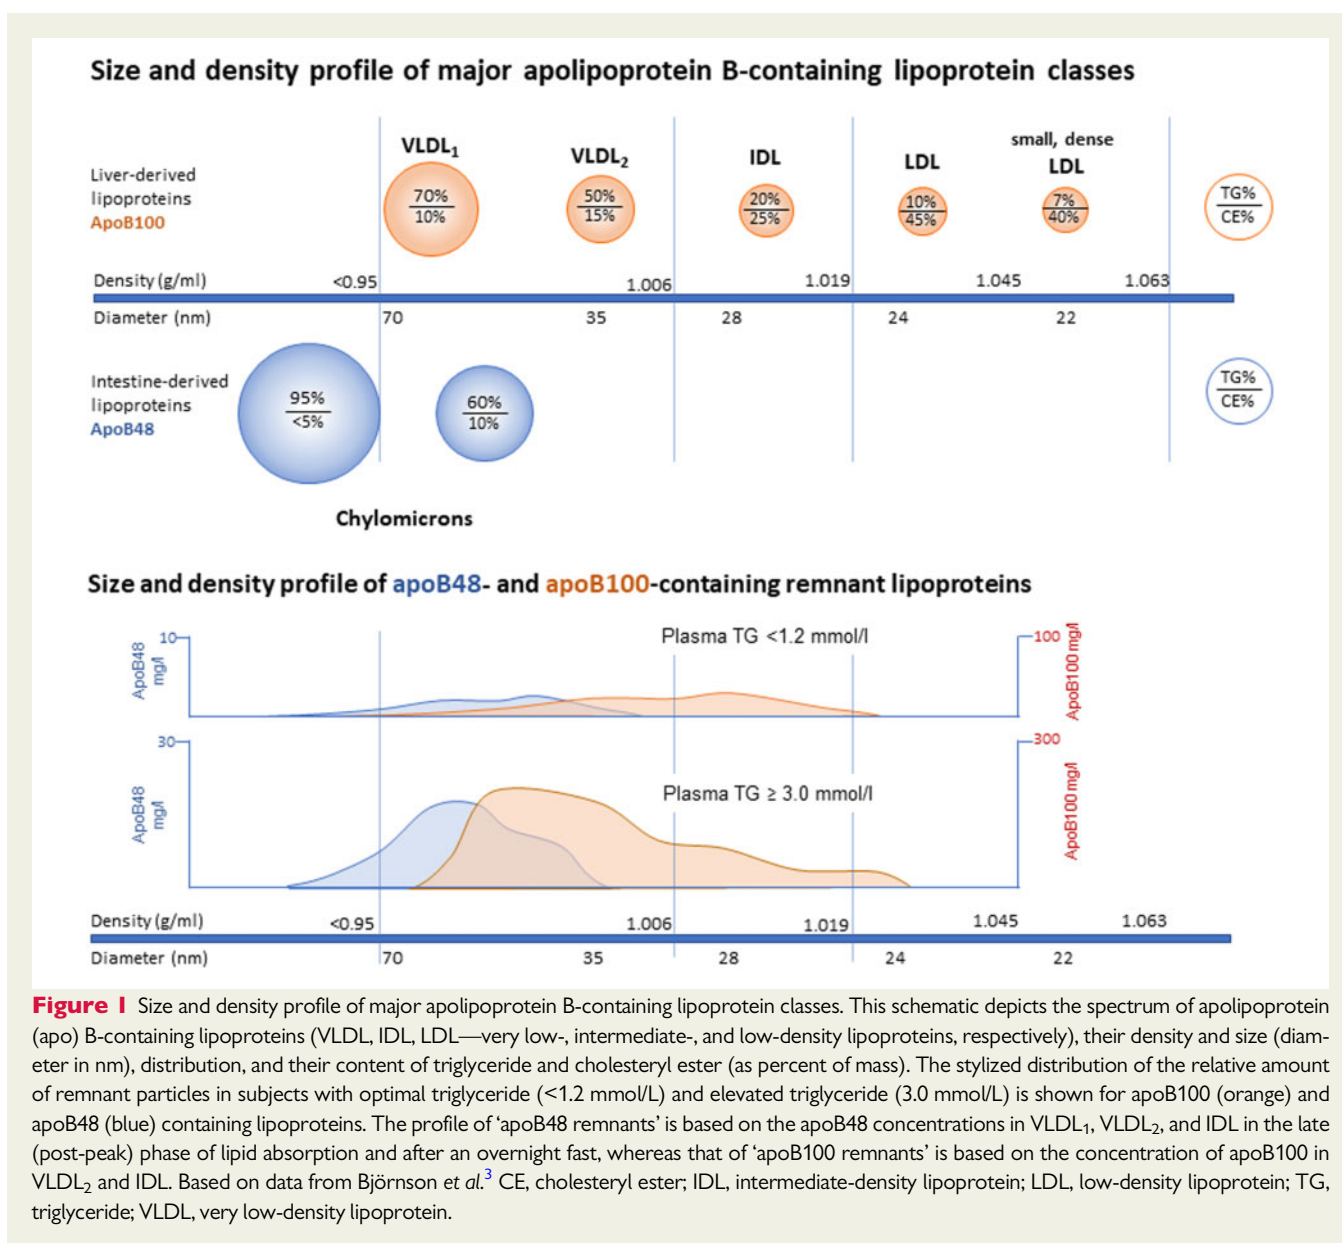 Size and density profile of major apolipoprotein B-containing lipoprotein classes
Liver-derived
lipoproteins
ApoB100
VLDL1
70%
10%
VLDL2
50%
15%
IDL
20%
25%
LDL
10%
45%
small, dense
LDL
7%
40%
TG%
CE%
Density (g/ml) <0.95 1.006 1.019 1.045 1.063
Diameter (nm) 70 35 28 24 22
Intestine-derived
lipoproteins
ApoB48
95%
<5%
60%
10%
TG%
CE%
Chylomicrons
Size and density profile of apoB48- and apoB100-containing remnant lipoproteins
10
ApoB48
mg/l
Plasma TG <1.2 mmol/l
100
ApoB100 mg/l
30
ApoB48
mg/l
Plasma TG ≥ 3.0 mmol/l
300
ApoB100 mg/l
Density (g/ml) <0.95 1.006 1.019 1.045 1.063
Diameter (nm) 70 35 28 24 22
Figure 1 Size and density profile of major apolipoprotein B-containing lipoprotein classes. This schematic depicts the spectrum of apolipoprotein
(apo) B-containing lipoproteins (VLDL, IDL, LDL—very low-, intermediate-, and low-density lipoproteins, respectively), their density and size (diam-
eter in nm), distribution, and their content of triglyceride and cholesteryl ester (as percent of mass). The stylized distribution of the relative amount
of remnant particles in subjects with optimal triglyceride (<1.2 mmol/L) and elevated triglyceride (3.0 mmol/L) is shown for apoB100 (orange) and
apoB48 (blue) containing lipoproteins. The profile of ‘apoB48 remnants’ is based on the apoB48 concentrations in VLDL1, VLDL2, and IDL in the late
(post-peak) phase of lipid absorption and after an overnight fast, whereas that of ‘apoB100 remnants’ is based on the concentration of apoB100 in
VLDL2 and IDL. Based on data from Björnson et al.3 CE, cholesteryl ester; IDL, intermediate-density lipoprotein; LDL, low-density lipoprotein; TG,
triglyceride; VLDL, very low-density lipoprotein.